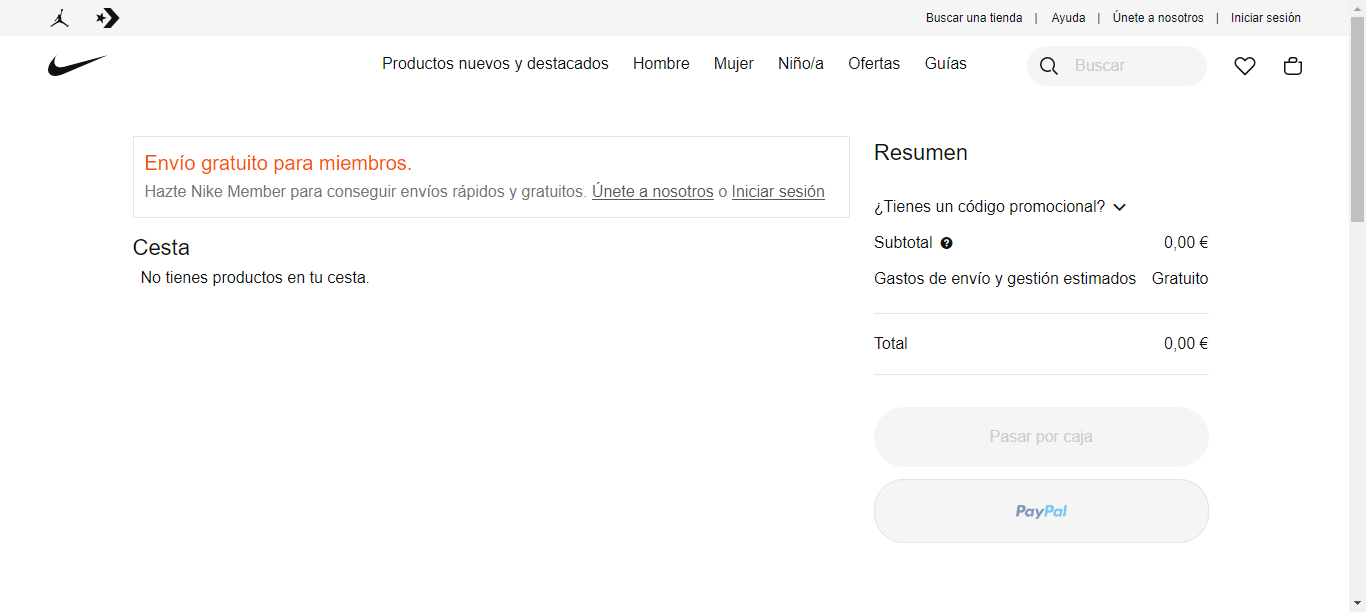 Buscar una tienda | Ayuda | Únete a nosotros | Iniciar sesión
Productos nuevos y destacados Hombre Mujer Niño/a Ofertas Guías Buscar
Envío gratuito para miembros.
Hazte Nike Member para conseguir envíos rápidos y gratuitos. Únete a nosotros o Iniciar sesión
Cesta
No tienes productos en tu cesta.
Resumen
¿Tienes un código promocional?
Subtotal ? 0,00 €
Gastos de envío y gestión estimados Gratuito
Total 0,00 €
Pasar por caja
PayPal